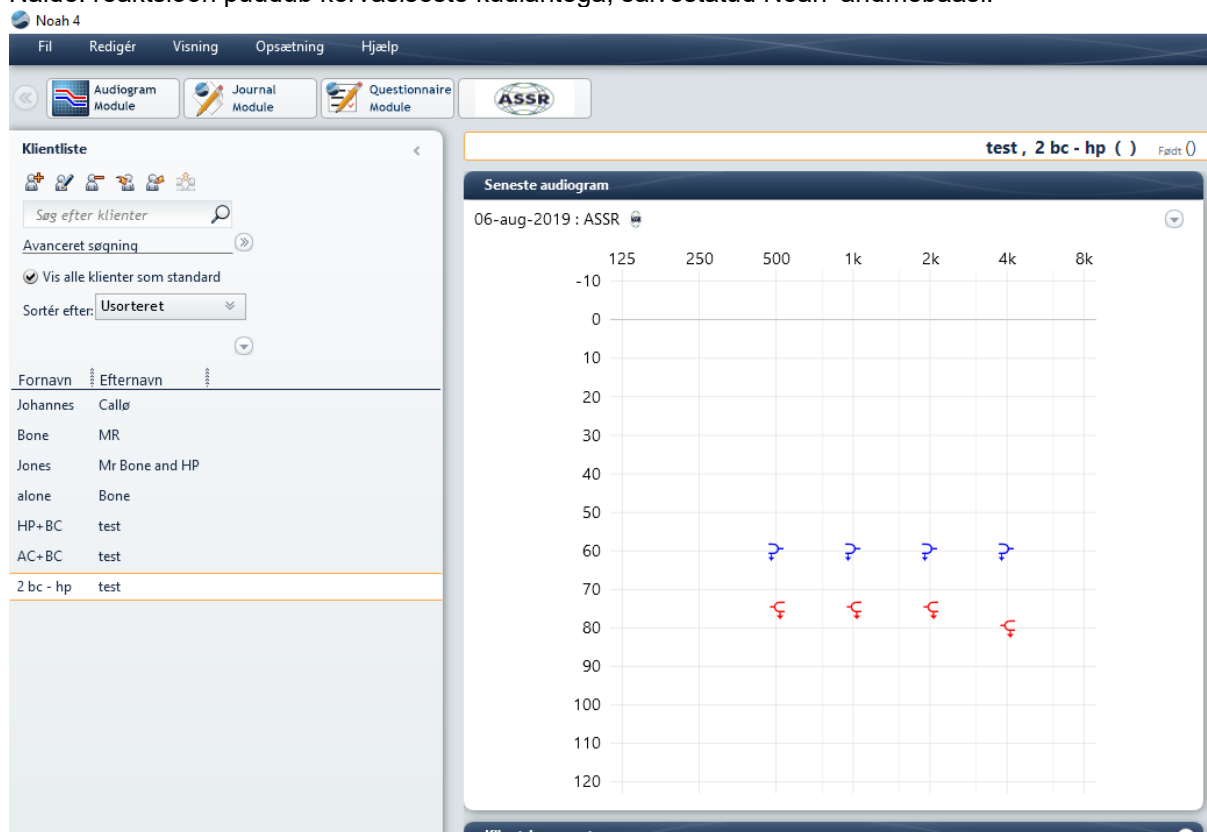 Noah 4
Fil Redigér Visning Opsætning Hjælp
Audiogram Module
Journal Module
Questionnaire Module
ASSR
Klientliste
Søg efter klienter
Avanceret søgning
Vis alle klienter som standard
Sortér efter: Usorteret
Fornavn Efternavn
Johannes Callø
Bone MR
Jones Mr Bone and HP
alone Bone
HP+BC test
AC+BC test
2 bc - hp test
test , 2 bc - hp ( ) Født ()
Seneste audiogram
06-aug-2019 : ASSR
125 250 500 1k 2k 4k 8k
-10
0
10
20
30
40
50
60
70
80
90
100
110
120